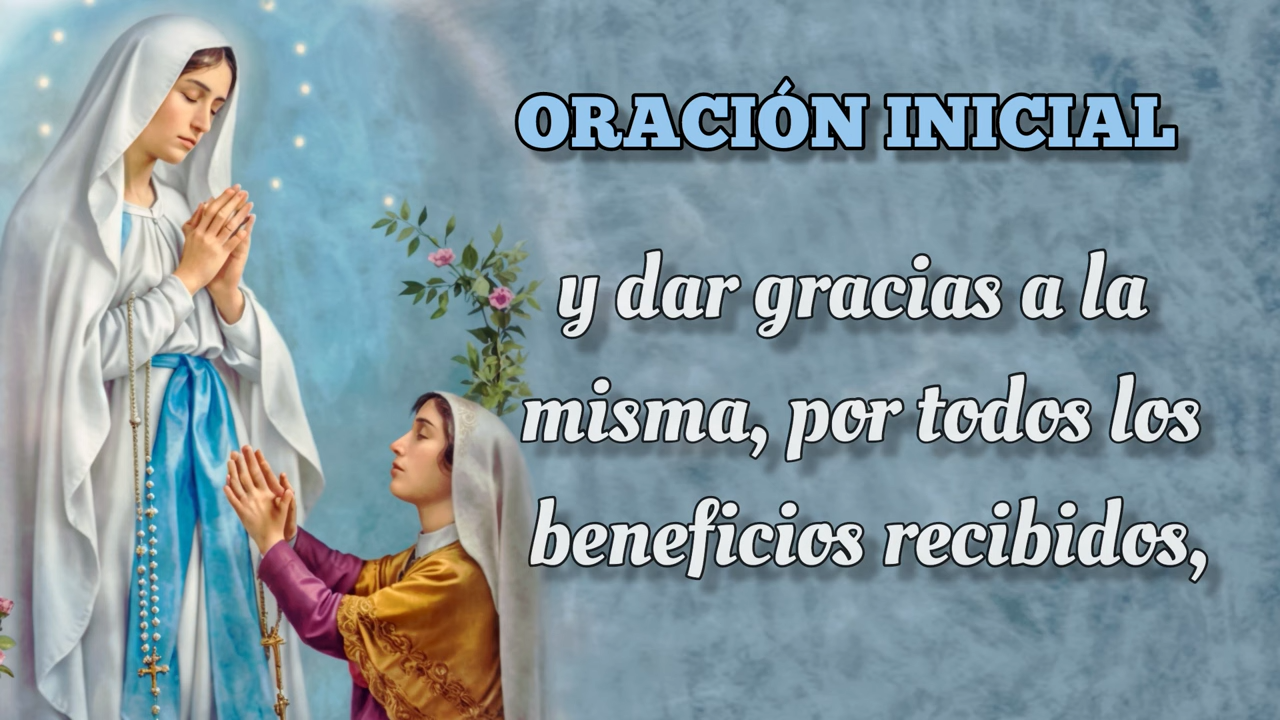 ORACIÓN INICIAL
y dar gracias a la
misma, por todos los
beneficios recibidos,